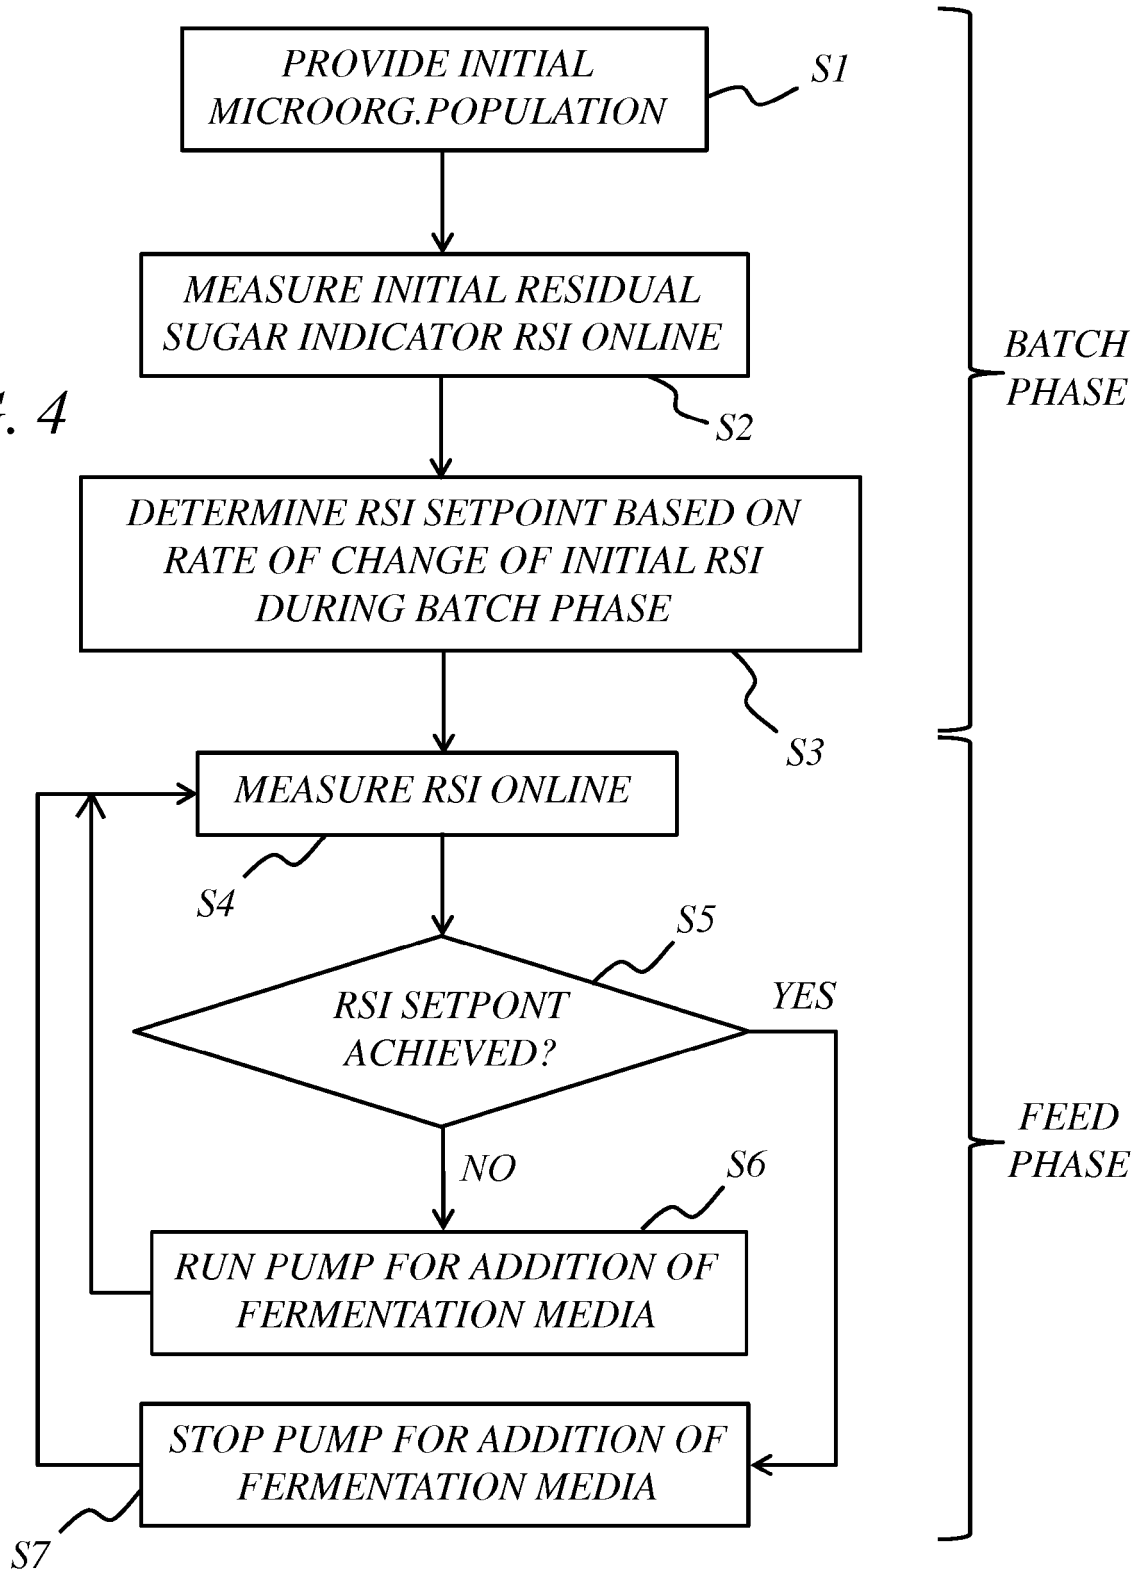 PROVIDE INITIAL
MICROORG.POPULATION
S1
MEASURE INITIAL RESIDUAL
SUGAR INDICATOR RSI ONLINE
S2
BATCH
PHASE
. 4
DETERMINE RSI SETPOINT BASED ON
RATE OF CHANGE OF INITIAL RSI
DURING BATCH PHASE
S3
MEASURE RSI ONLINE
S4
S5
RSI SETPONT
ACHIEVED?
YES
NO
FEED
PHASE
S6
RUN PUMP FOR ADDITION OF
FERMENTATION MEDIA
STOP PUMP FOR ADDITION OF
FERMENTATION MEDIA
S7